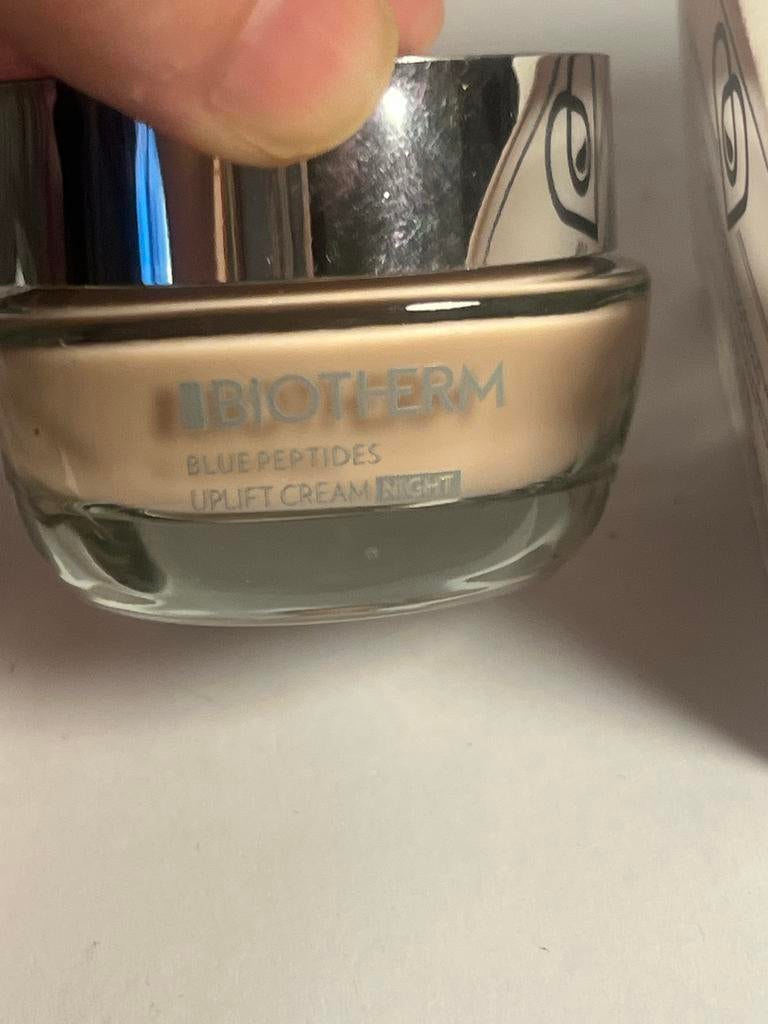 BIOTHERM
BLUE PEPTIDES
UPLIFT CREAM NIGHT